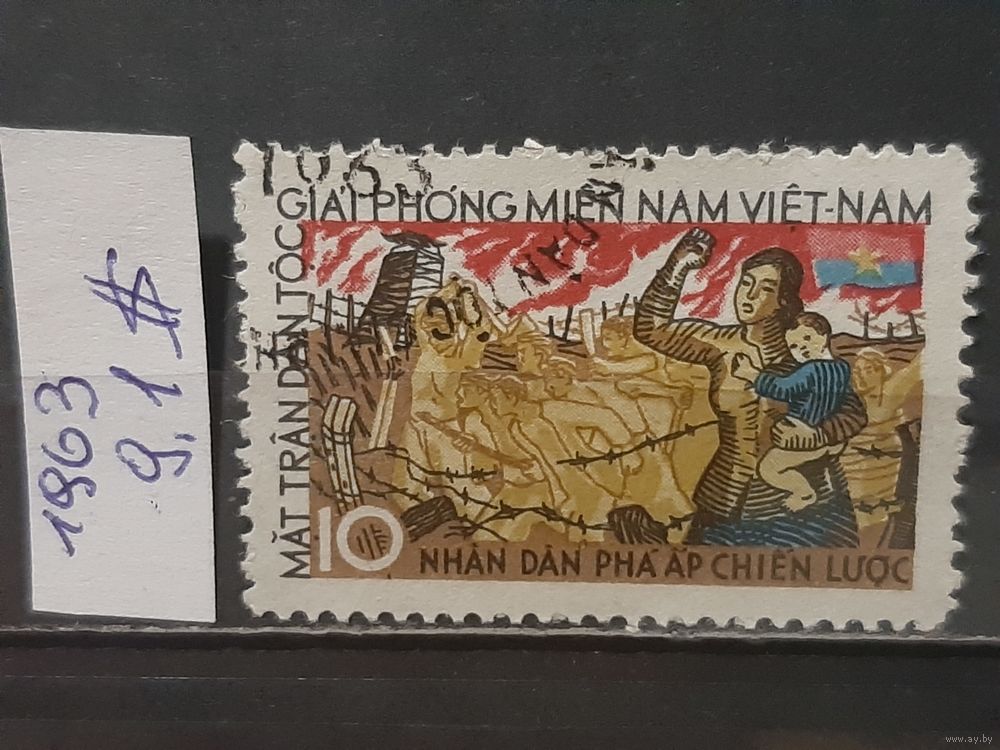 1963
9,1 $
1963
MẶT TRẬN DÂN TỘC
GIẢI PHÓNG MIỀN NAM VIỆT-NAM
10
NHÂN DÂN PHÁ ẤP CHIẾN LƯỢC
www.ay.by